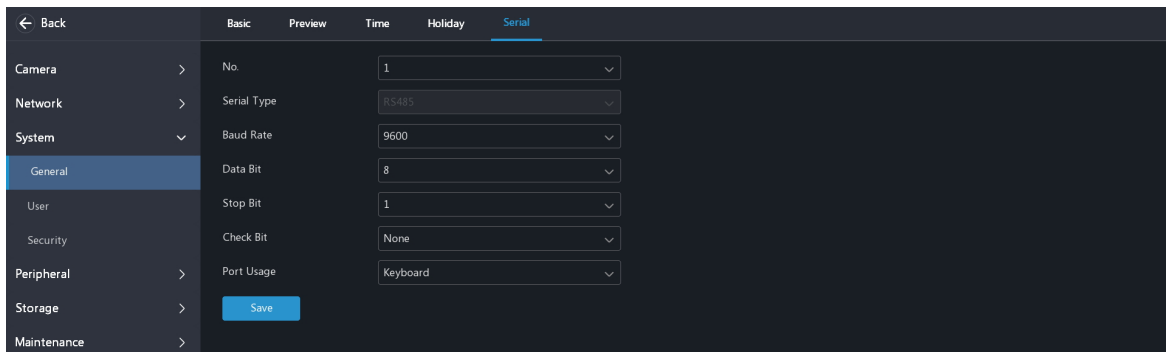 Back
Basic Preview Time Holiday Serial
Camera
Network
System
General
User
Security
Peripheral
Storage
Maintenance
No. 1
Serial Type RS485
Baud Rate 9600
Data Bit 8
Stop Bit 1
Check Bit None
Port Usage Keyboard
Save